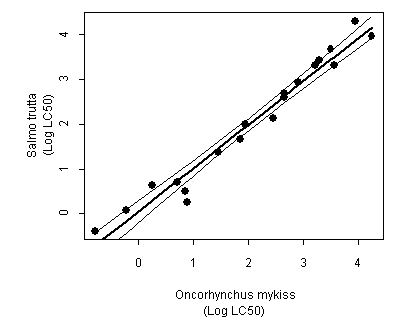 Salmo trutta
(Log LC50)
4
3
2
1
0
0 1 2 3 4
Oncorhynchus mykiss
(Log LC50)